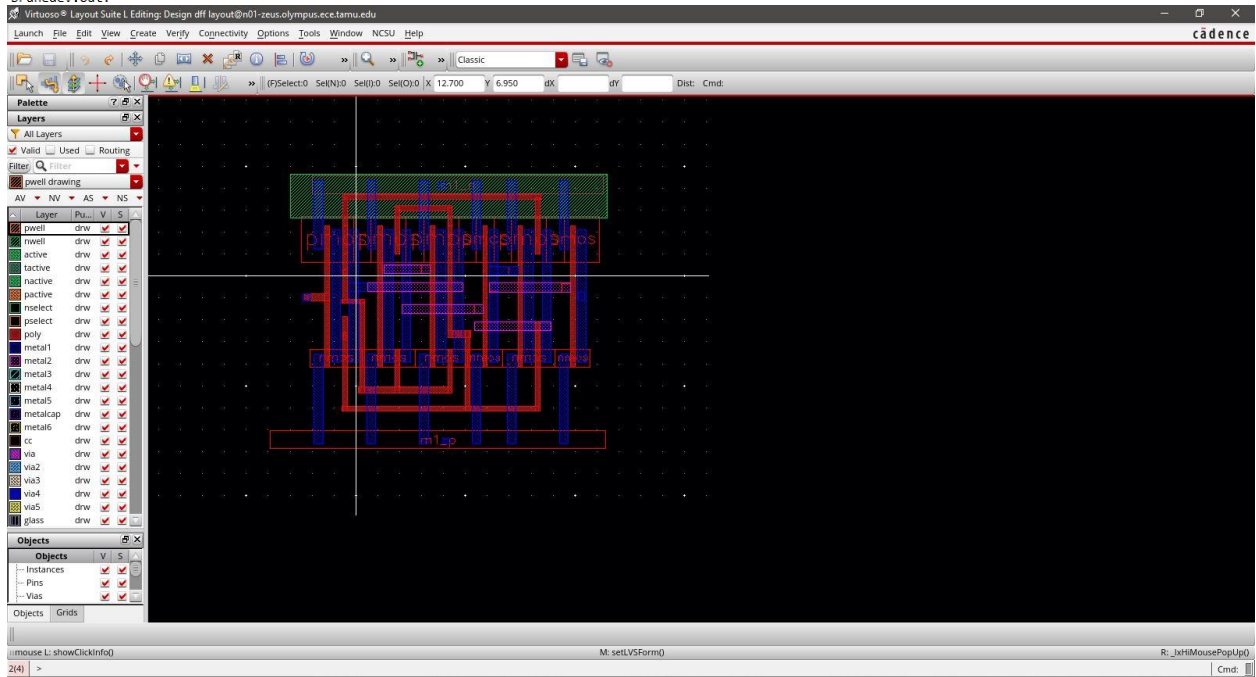 Virtuoso® Layout Suite L Editing: Design dff layout@n01-zeus.olympus.ece.tamu.edu
Launch File Edit View Create Verify Connectivity Options Tools Window NCSU Help
cādence
» » » Classic
» (F)Select:0 Sel(N):0 Sel(I):0 Sel(O):0 X 12.700 Y 6.950 dX dY Dist: Cmd:
Palette
Layers
All Layers
Valid Used Routing
Filter Filter
pwell drawing
AV NV AS NS
Layer Pu... V S
pwell drw
nwell drw
active drw
tactive drw
nactive drw
pactive drw
nselect drw
pselect drw
poly drw
metal1 drw
metal2 drw
metal3 drw
metal4 drw
metal5 drw
metalcap drw
metal6 drw
cc drw
via drw
via2 drw
via3 drw
via4 drw
via5 drw
glass drw
m1_p
Objects
Objects V S
Instances
Pins
Vias
Objects Grids
mouse L: showClickInfo() M: setLVSForm() R: _lxHiMousePopUp()
2(4) > Cmd: